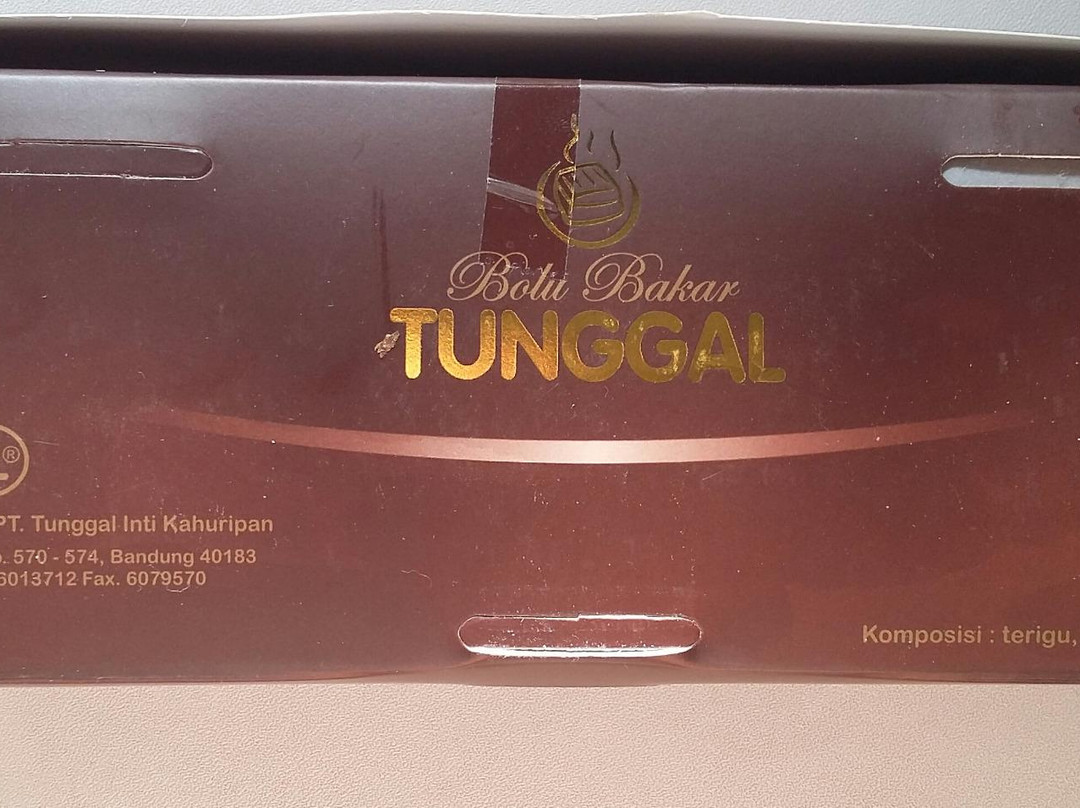 Bolu Bakar
TUNGGAL
®
PT. Tunggal Inti Kahuripan
. 570 - 574, Bandung 40183
6013712 Fax. 6079570
Komposisi : terigu,